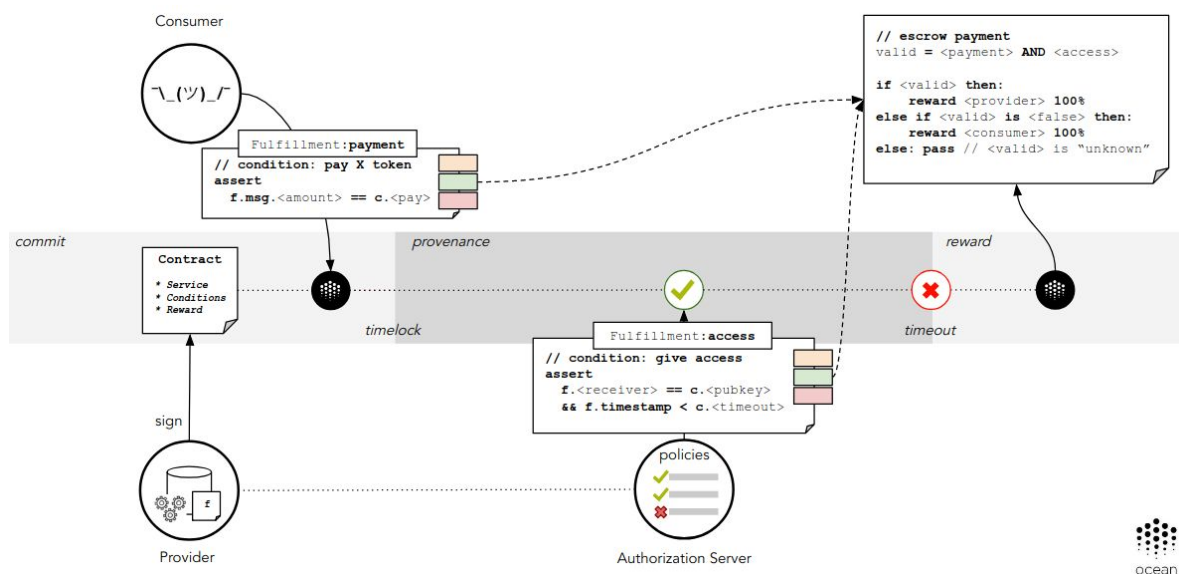 Consumer
¯\_(ツ)_/¯
Fulfillment:payment
// condition: pay X token
assert
f.msg.<amount> == c.<pay>
// escrow payment
valid = <payment> AND <access>
if <valid> then:
reward <provider> 100%
else if <valid> is <false> then:
reward <consumer> 100%
else: pass // <valid> is “unknown”
commit
provenance
reward
Contract
* Service
* Conditions
* Reward
timelock
timeout
Fulfillment:access
// condition: give access
assert
f.<receiver> == c.<pubkey>
&& f.timestamp < c.<timeout>
sign
policies
f
Provider
Authorization Server
ocean